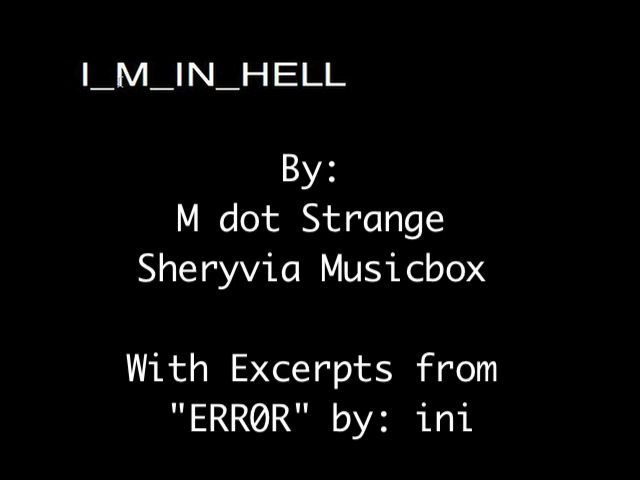 I_M_IN_HELL
By:
M dot Strange
Sheryvia Musicbox
With Excerpts from
"ERR0R" by: ini